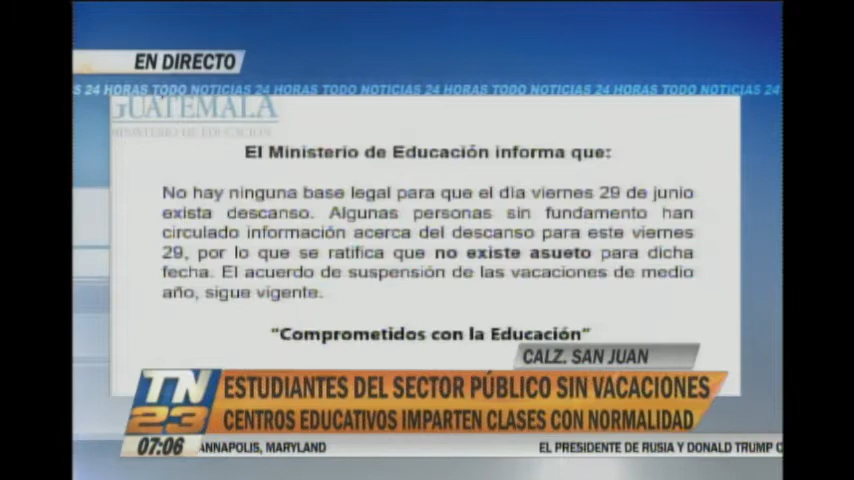 EN DIRECTO
S 24 HORAS TODO NOTICIAS 24 HORAS TODO NOTICIAS 24 HORAS TODO NOTICIAS 24 HORAS TODO NOTICIAS 24
GUATEMALA
MINISTERIO DE EDUCACIÓN
El Ministerio de Educación informa que:
No hay ninguna base legal para que el día viernes 29 de junio
exista descanso. Algunas personas sin fundamento han
circulado información acerca del descanso para este viernes
29, por lo que se ratifica que no existe asueto para dicha
fecha. El acuerdo de suspensión de las vacaciones de medio
año, sigue vigente.
"Comprometidos con la Educación"
CALZ. SAN JUAN
TN
23
ESTUDIANTES DEL SECTOR PÚBLICO SIN VACACIONES
CENTROS EDUCATIVOS IMPARTEN CLASES CON NORMALIDAD
07:06
ANNAPOLIS, MARYLAND
EL PRESIDENTE DE RUSIA Y DONALD TRUMP C